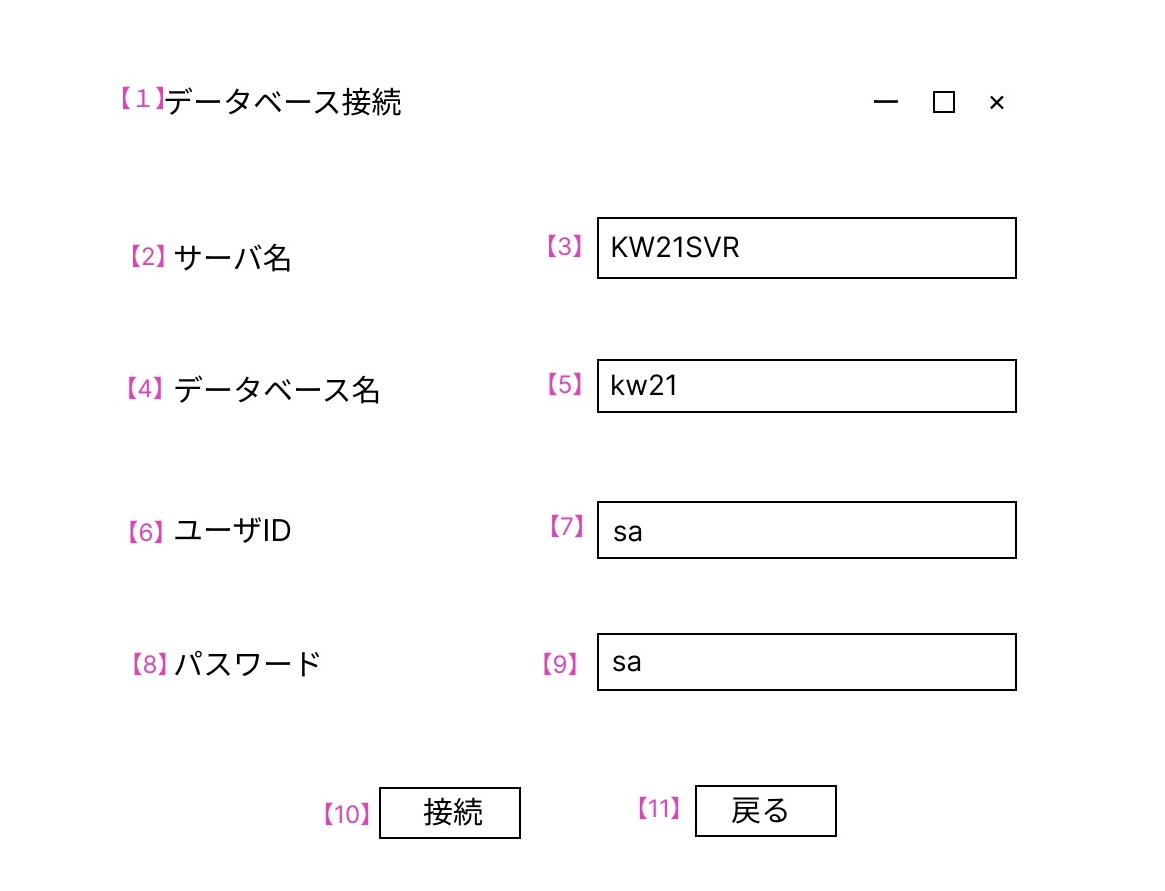 【１】データベース接続 ー □ ×
【2】サーバ名 【3】KW21SVR
【4】データベース名 【5】kw21
【6】ユーザID 【7】sa
【8】パスワード 【9】sa
【10】接続 【11】戻る